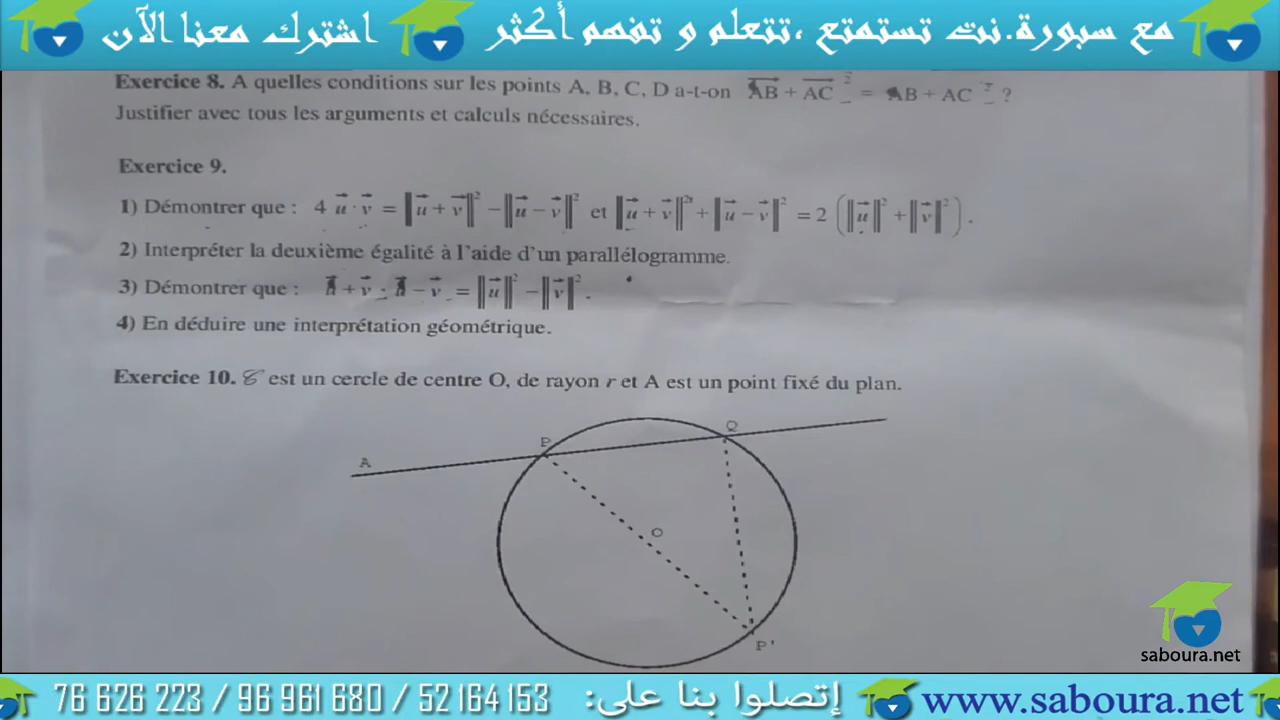 مع سبورة.نت تستمتع ،تتعلم و تفهم أكثر اشترك معنا الآن
Exercice 8. A quelles conditions sur les points A, B, C, D a-t-on AB + AC ² = AB + AC ² ?
Justifier avec tous les arguments et calculs nécessaires.
Exercice 9.
1) Démontrer que : 4 u⃗ · v⃗ = ‖u⃗ + v⃗‖² − ‖u⃗ − v⃗‖² et ‖u⃗ + v⃗‖² + ‖u⃗ − v⃗‖² = 2 (‖u⃗‖² + ‖v⃗‖²) .
2) Interpréter la deuxième égalité à l'aide d'un parallélogramme.
3) Démontrer que : + v⃗ · − v⃗ = ‖u⃗‖² − ‖v⃗‖² .
4) En déduire une interprétation géométrique.
Exercice 10. 𝒞 est un cercle de centre O, de rayon r et A est un point fixé du plan.
Q
P
A
O
P'
saboura.net
76 626 223 / 96 961 680 / 52 164 153 إتصلوا بنا على: www.saboura.net